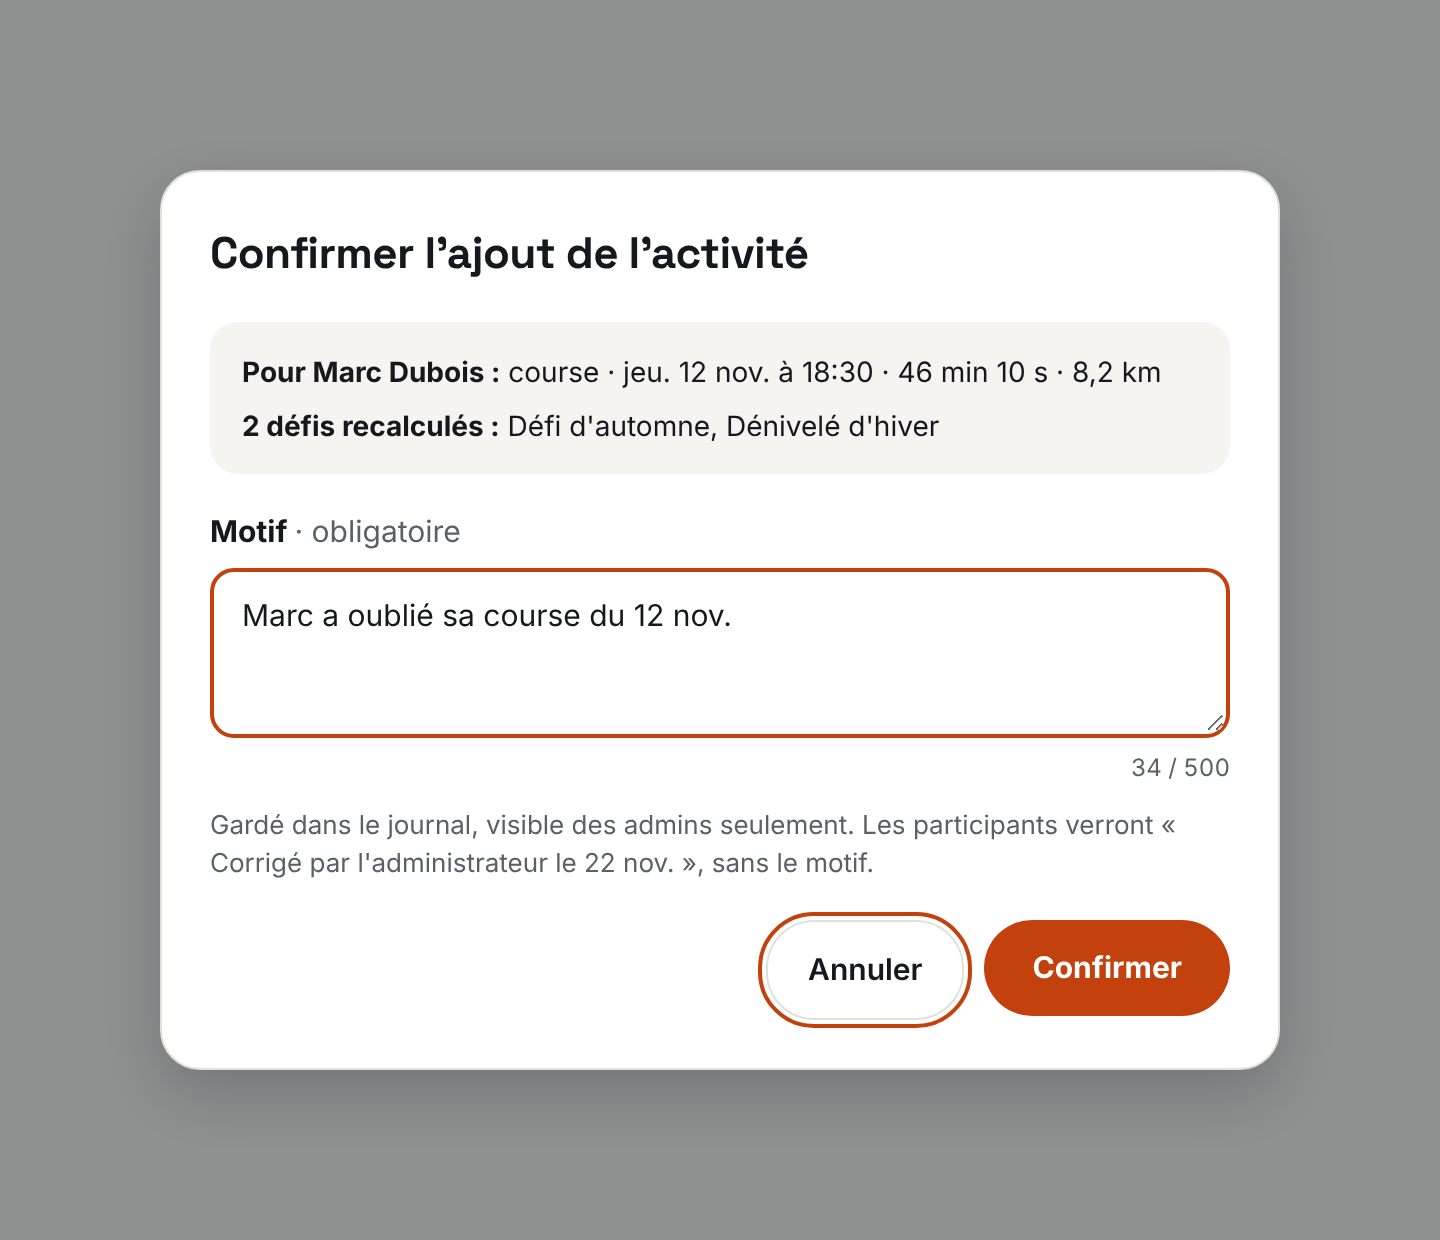 Confirmer l’ajout de l’activité
Pour Marc Dubois : course · jeu. 12 nov. à 18:30 · 46 min 10 s · 8,2 km
2 défis recalculés : Défi d'automne, Dénivelé d'hiver
Motif · obligatoire
Marc a oublié sa course du 12 nov.
34 / 500
Gardé dans le journal, visible des admins seulement. Les participants verront «
Corrigé par l'administrateur le 22 nov. », sans le motif.
Annuler
Confirmer